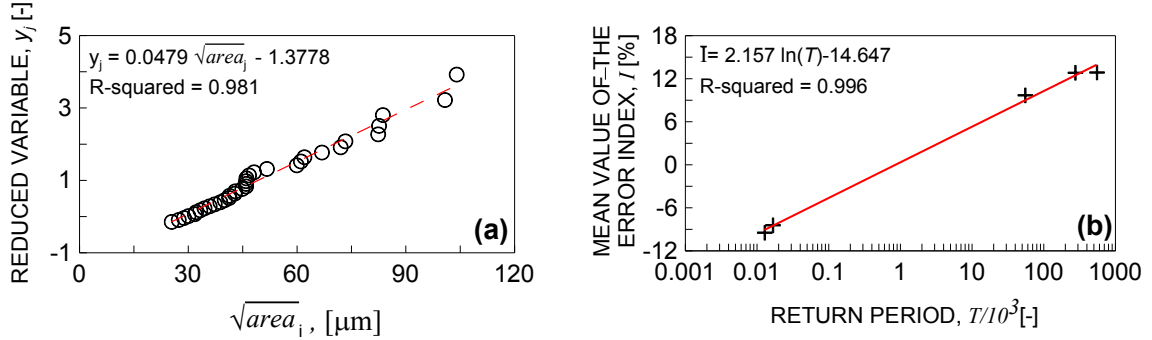 REDUCED VARIABLE, y_j [-]
5
3
1
-1
y_j = 0.0479 √area_j - 1.3778
R-squared = 0.981
(a)
0 30 60 90 120
√area_j , [µm]
MEAN VALUE OF-THE
ERROR INDEX, I [%]
18
12
6
0
-6
-12
I= 2.157 ln(T)-14.647
R-squared = 0.996
(b)
0.001 0.01 0.1 1 10 100 1000
RETURN PERIOD, T/10^3[-]